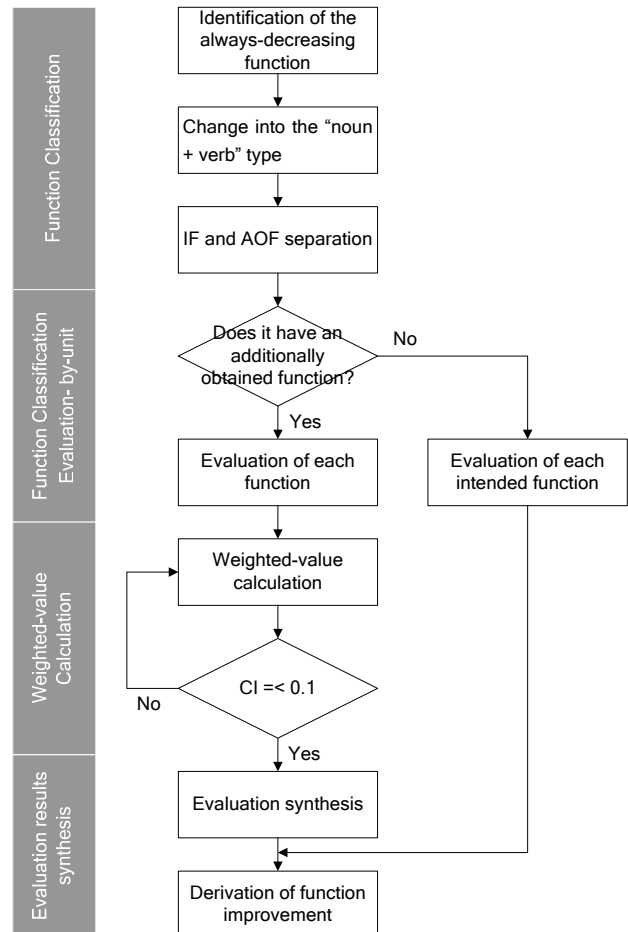 Function Classification
Identification of the
always-decreasing
function
Change into the “noun
+ verb” type
IF and AOF separation
Function Classification
Evaluation- by-unit
Does it have an
additionally
obtained function?
No
Yes
Evaluation of each
function
Evaluation of each
intended function
Weighted-value
Calculation
Weighted-value
calculation
CI =< 0.1
No
Yes
Evaluation results
synthesis
Evaluation synthesis
Derivation of function
improvement